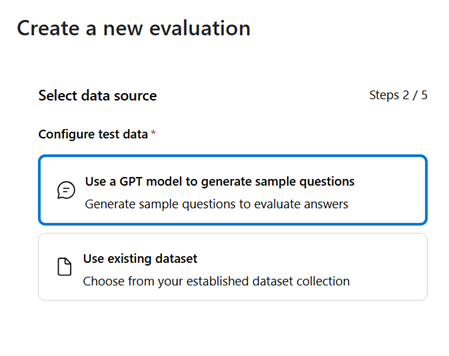 Create a new evaluation
Select data source
Steps 2 / 5
Configure test data *
Use a GPT model to generate sample questions
Generate sample questions to evaluate answers
Use existing dataset
Choose from your established dataset collection